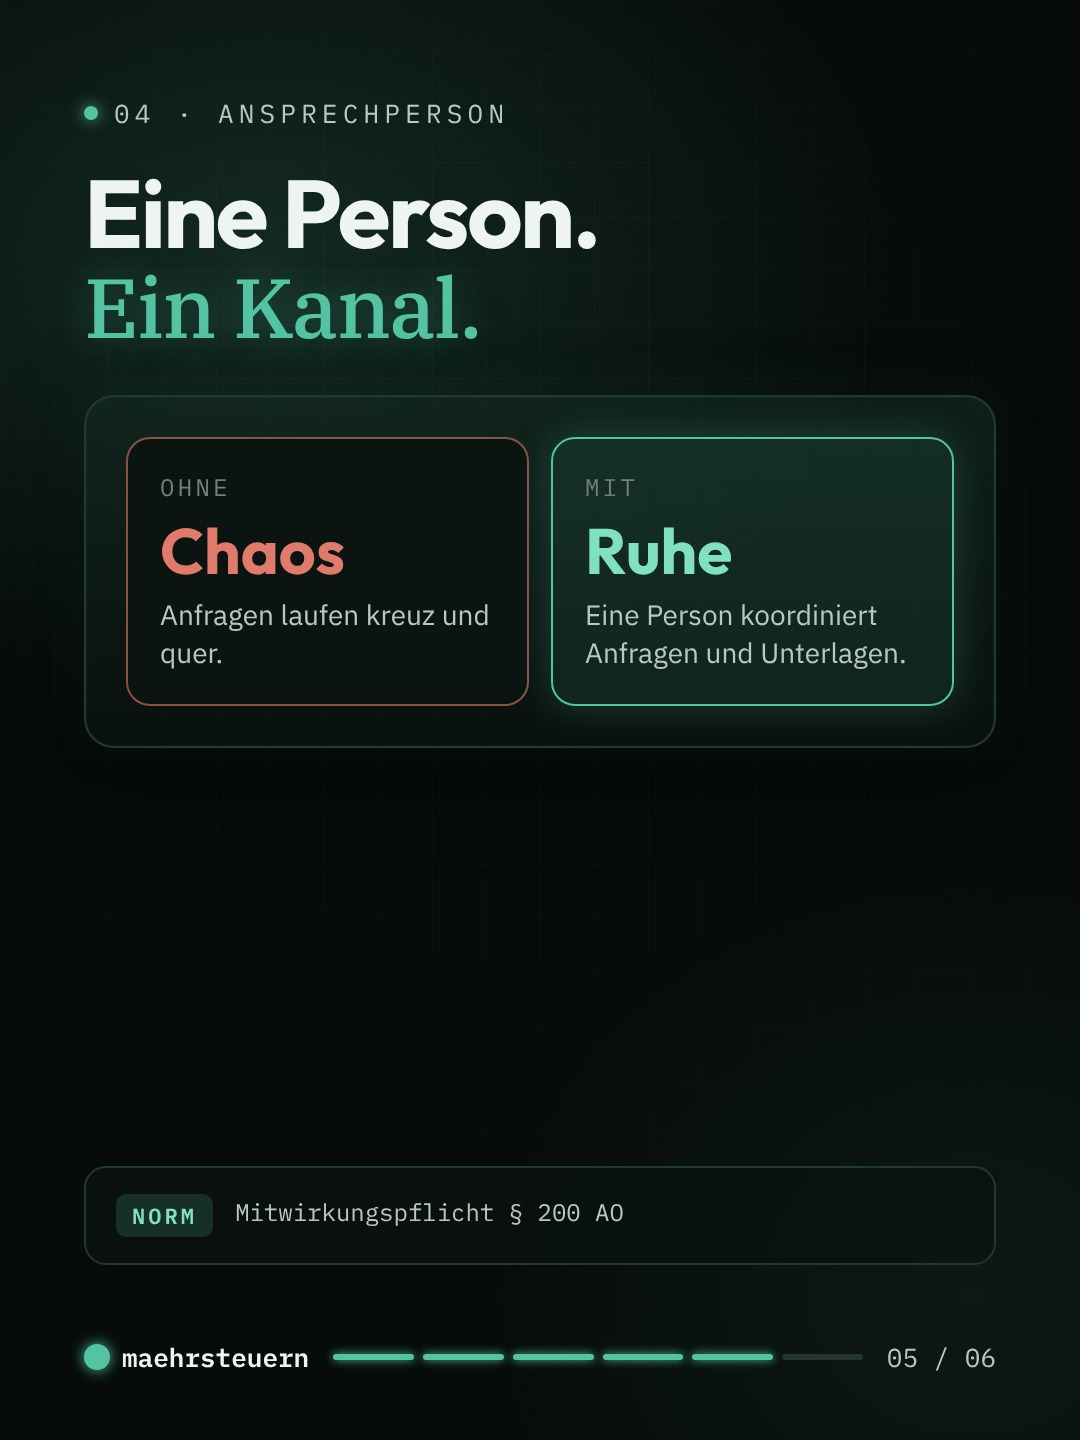 04 · ANSPRECHPERSON
Eine Person.
Ein Kanal.
OHNE
Chaos
Anfragen laufen kreuz und
quer.
MIT
Ruhe
Eine Person koordiniert
Anfragen und Unterlagen.
NORM Mitwirkungspflicht § 200 AO
maehrsteuern 05 / 06